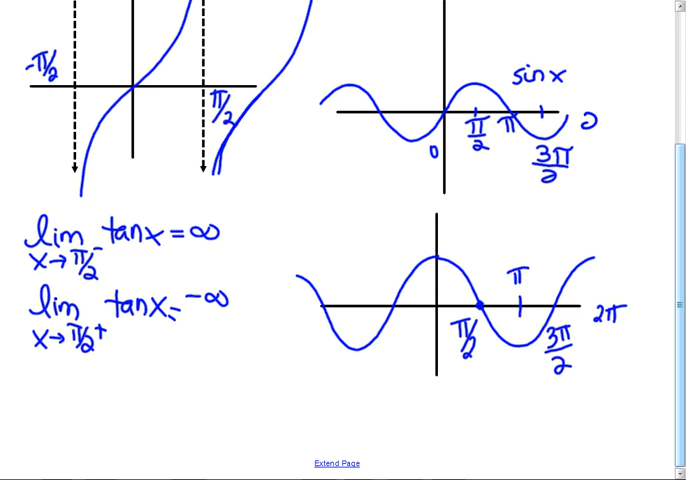 -π/2
π/2
sin x
0
π/2
π
3π/2
lim tan x = ∞
x→π/2⁻
lim tan x = -∞
x→π/2⁺
π
π/2
3π/2
2π
Extend Page